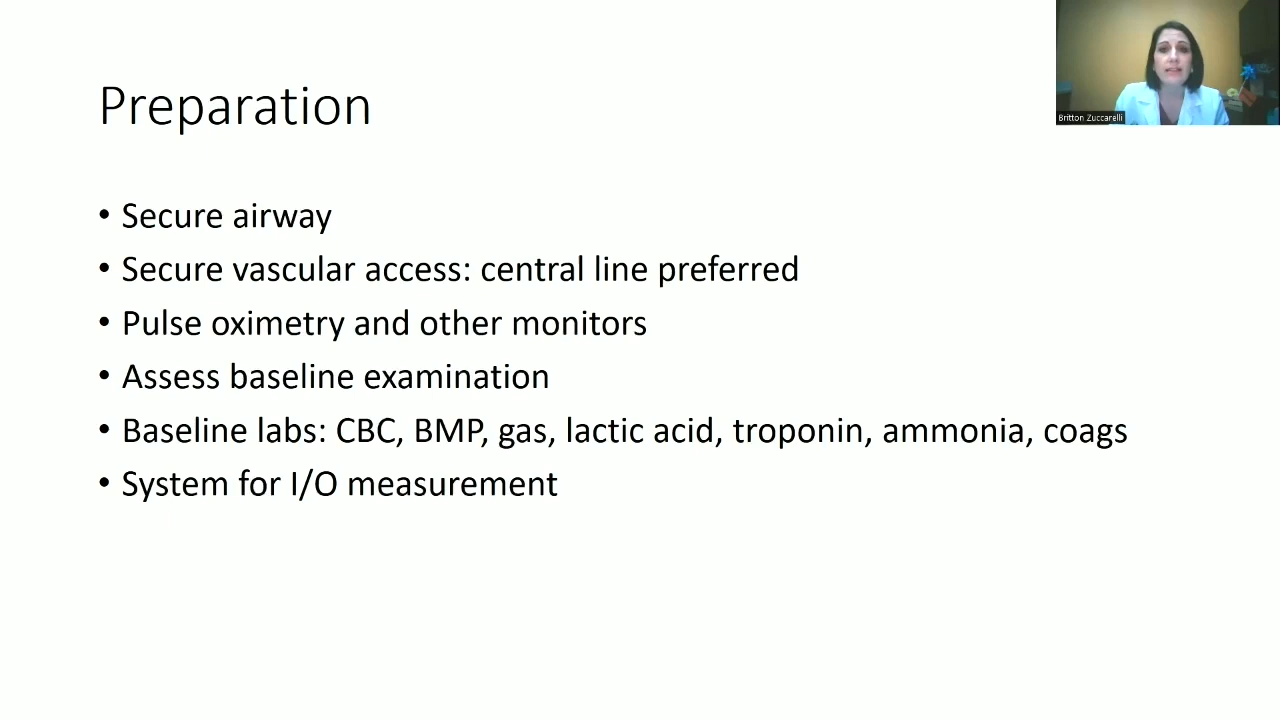 Preparation
Britton Zuccarelli
• Secure airway
• Secure vascular access: central line preferred
• Pulse oximetry and other monitors
• Assess baseline examination
• Baseline labs: CBC, BMP, gas, lactic acid, troponin, ammonia, coags
• System for I/O measurement